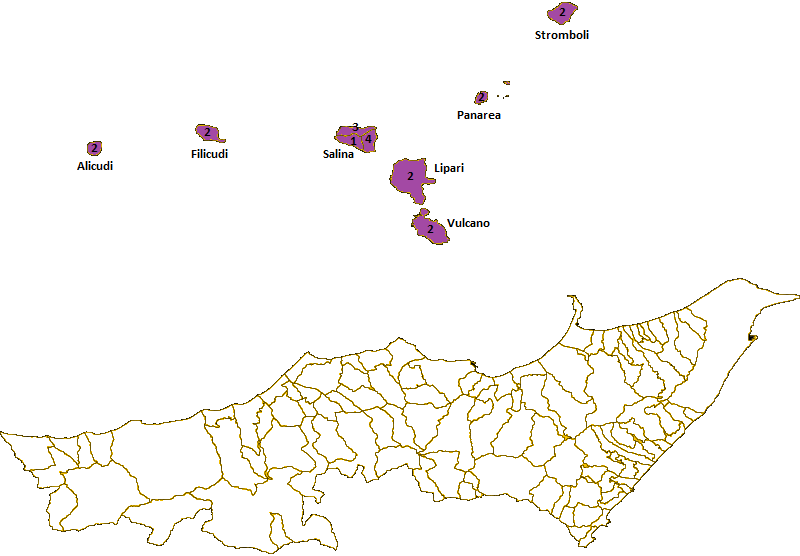 2
Stromboli
2
Panarea
2
Alicudi
2
Filicudi
3
1 4
Salina
2
Lipari
2
Vulcano